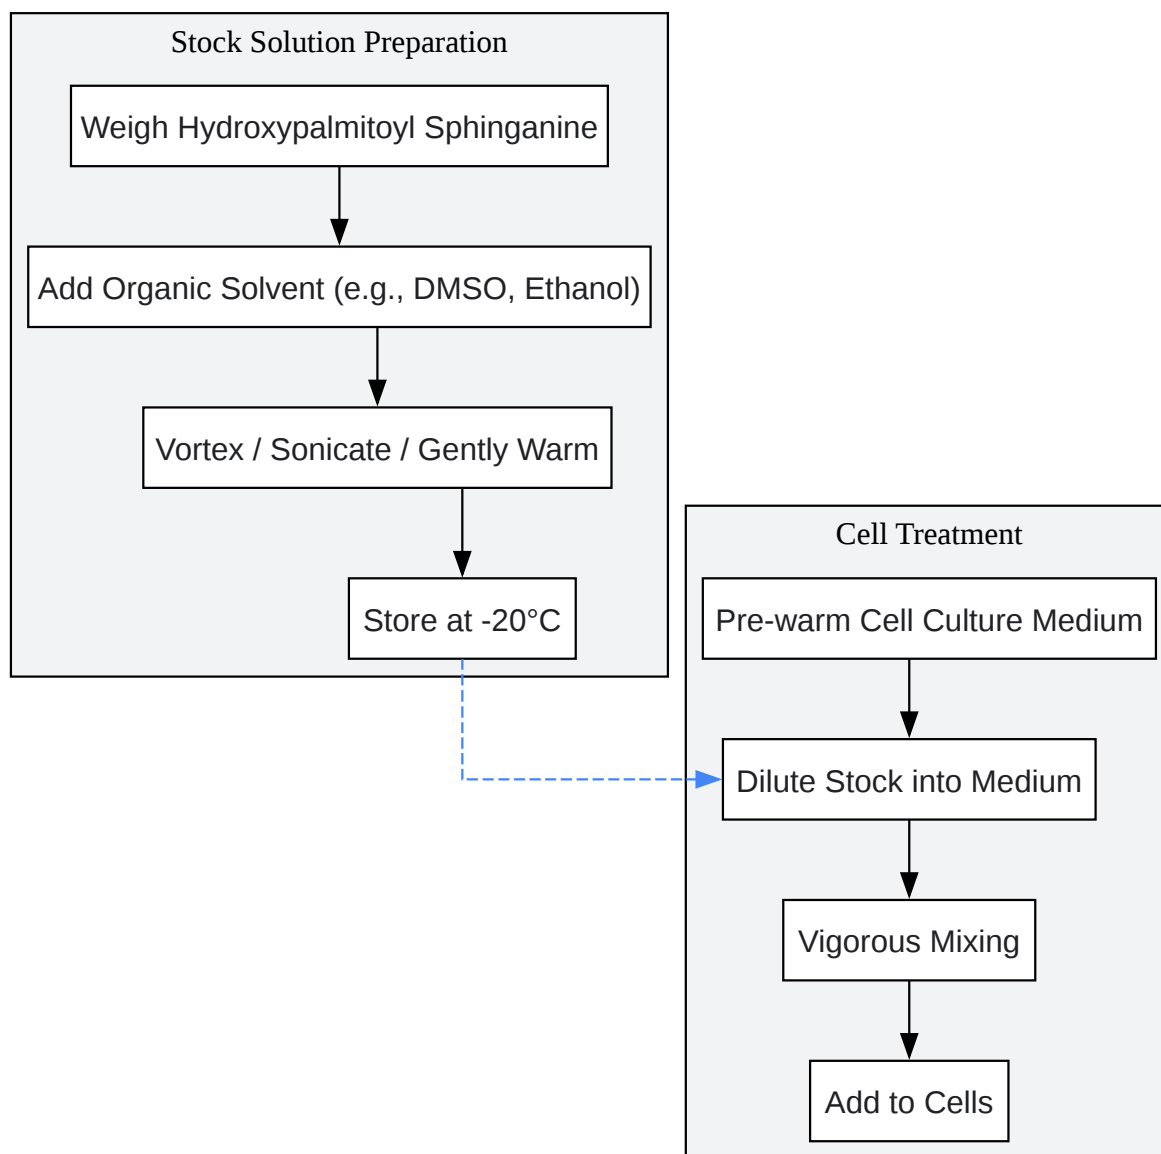 Stock Solution Preparation
Weigh Hydroxypalmitoyl Sphinganine
Add Organic Solvent (e.g., DMSO, Ethanol)
Vortex / Sonicate / Gently Warm
Store at -20°C
Cell Treatment
Pre-warm Cell Culture Medium
Dilute Stock into Medium
Vigorous Mixing
Add to Cells